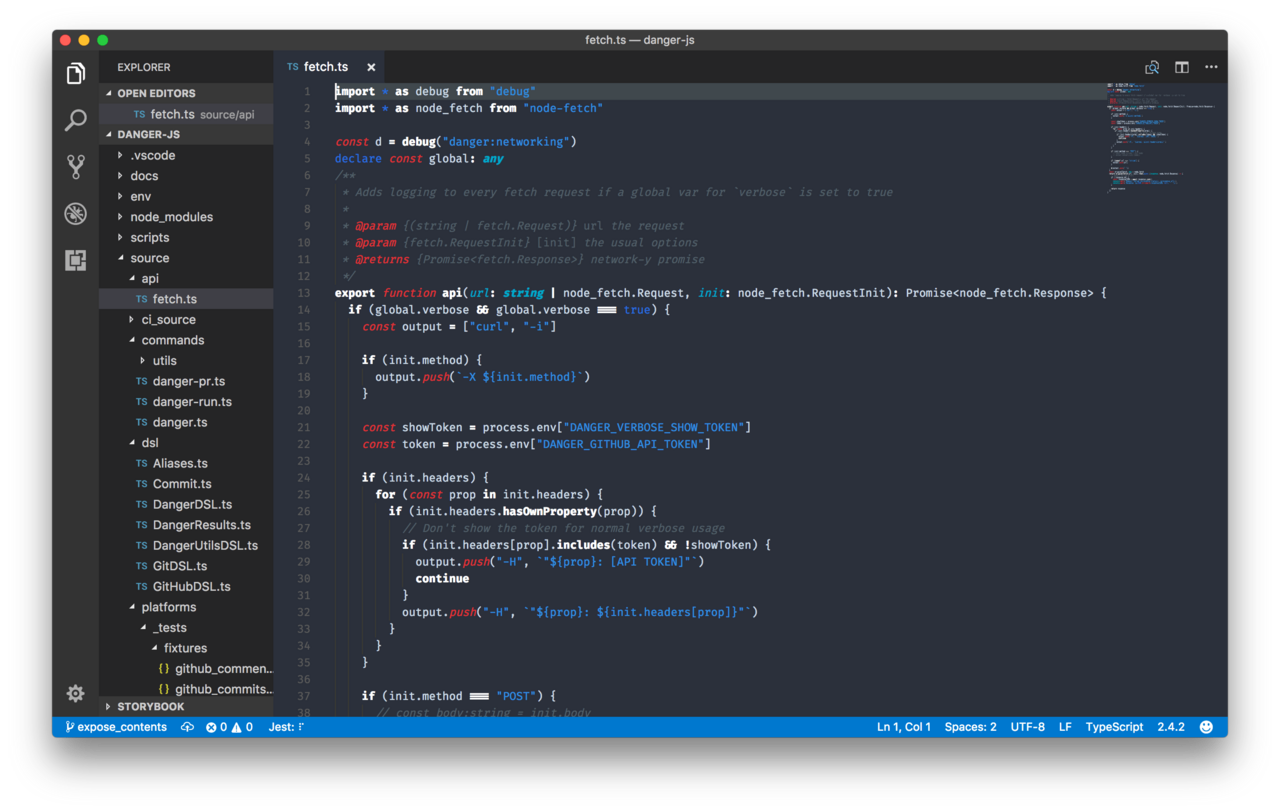 fetch.ts — danger-js
EXPLORER
OPEN EDITORS
TS fetch.ts source/api
DANGER-JS
.vscode
docs
env
node_modules
scripts
source
api
TS fetch.ts
ci_source
commands
utils
TS danger-pr.ts
TS danger-run.ts
TS danger.ts
dsl
TS Aliases.ts
TS Commit.ts
TS DangerDSL.ts
TS DangerResults.ts
TS DangerUtilsDSL.ts
TS GitDSL.ts
TS GitHubDSL.ts
platforms
_tests
fixtures
{} github_commen...
{} github_commits...
STORYBOOK
TS fetch.ts ×
1 import * as debug from "debug"
2 import * as node_fetch from "node-fetch"
3
4 const d = debug("danger:networking")
5 declare const global: any
6 /**
7 * Adds logging to every fetch request if a global var for `verbose` is set to true
8 *
9 * @param {(string | fetch.Request)} url the request
10 * @param {fetch.RequestInit} [init] the usual options
11 * @returns {Promise<fetch.Response>} network-y promise
12 */
13 export function api(url: string | node_fetch.Request, init: node_fetch.RequestInit): Promise<node_fetch.Response> {
14 if (global.verbose && global.verbose === true) {
15 const output = ["curl", "-i"]
16
17 if (init.method) {
18 output.push(`-X ${init.method}`)
19 }
20
21 const showToken = process.env["DANGER_VERBOSE_SHOW_TOKEN"]
22 const token = process.env["DANGER_GITHUB_API_TOKEN"]
23
24 if (init.headers) {
25 for (const prop in init.headers) {
26 if (init.headers.hasOwnProperty(prop)) {
27 // Don't show the token for normal verbose usage
28 if (init.headers[prop].includes(token) && !showToken) {
29 output.push("-H", `"${prop}: [API TOKEN]"`)
30 continue
31 }
32 output.push("-H", `"${prop}: ${init.headers[prop]}"`)
33 }
34 }
35 }
36
37 if (init.method === "POST") {
38 // const body:string = init.body
expose_contents 0 0 Jest:
Ln 1, Col 1 Spaces: 2 UTF-8 LF TypeScript 2.4.2